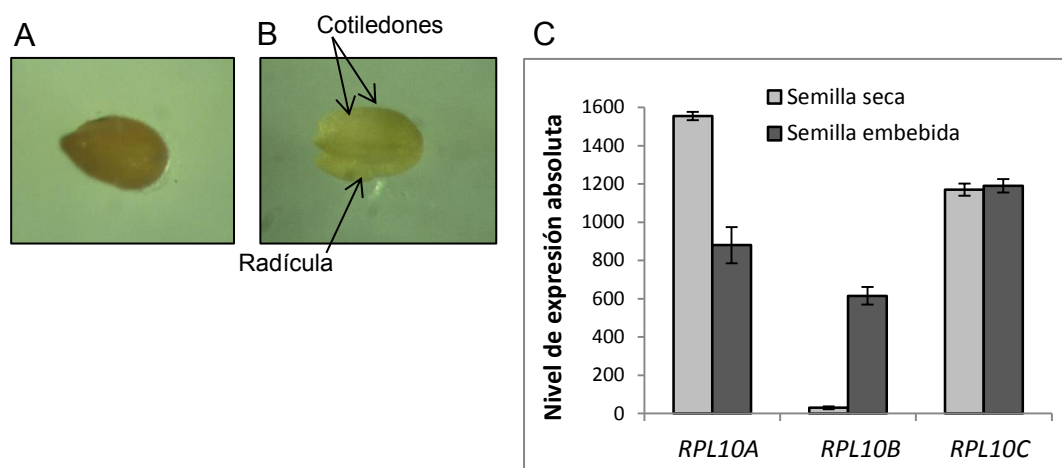 A
B
Cotiledones
Radícula
C
Nivel de expresión absoluta
1600
1400
1200
1000
800
600
400
200
0
Semilla seca
Semilla embebida
RPL10A
RPL10B
RPL10C